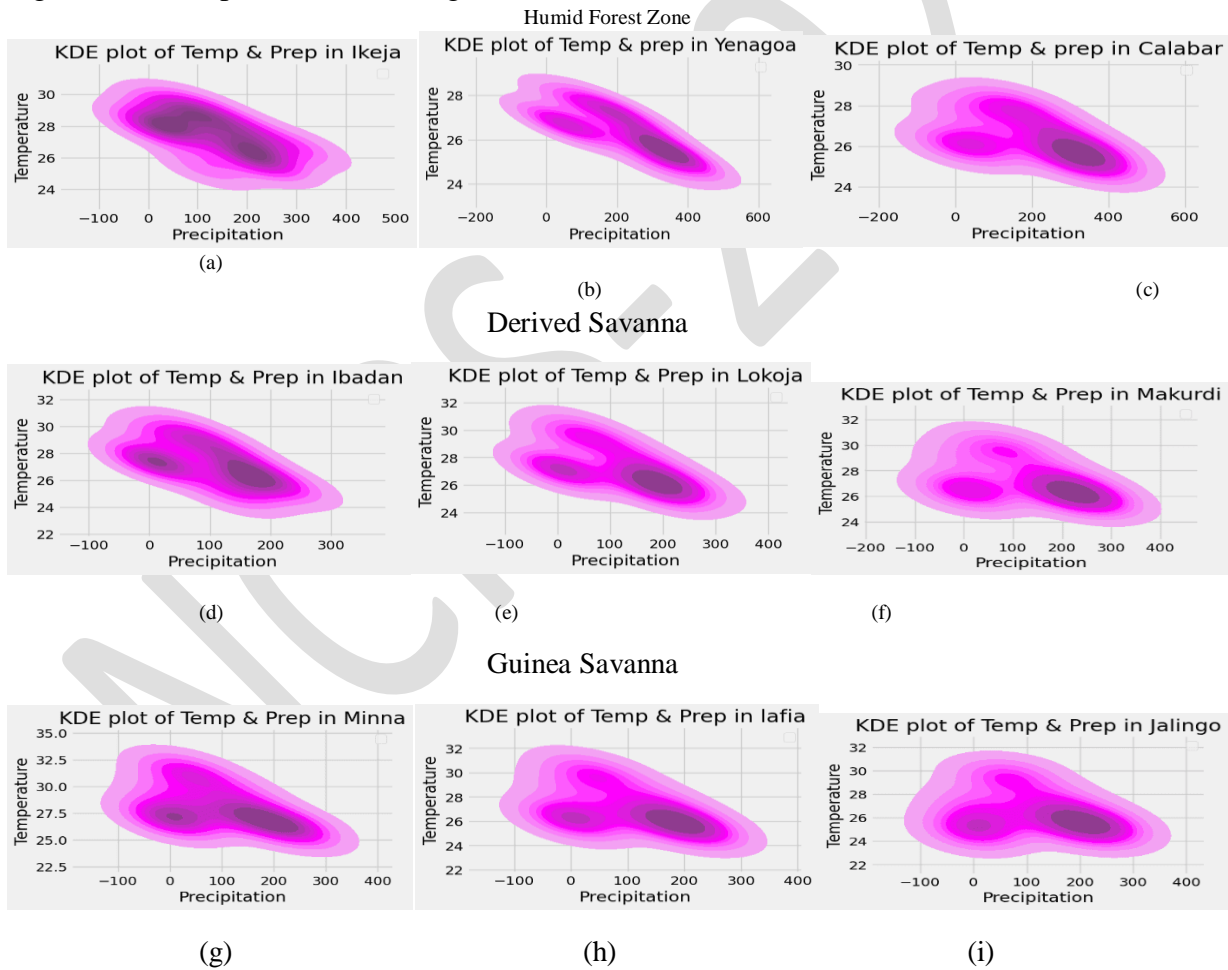 Humid Forest Zone
KDE plot of Temp & Prep in Ikeja
Temperature
30
28
26
24
−100 0 100 200 300 400 500
Precipitation
(a)
KDE plot of Temp & prep in Yenagoa
Temperature
28
26
24
−200 0 200 400 600
Precipitation
(b)
KDE plot of Temp & prep in Calabar
Temperature
30
28
26
24
−200 0 200 400 600
Precipitation
(c)
Derived Savanna
KDE plot of Temp & Prep in Ibadan
Temperature
32
30
28
26
24
22
−100 0 100 200 300
Precipitation
(d)
KDE plot of Temp & Prep in Lokoja
Temperature
32
30
28
26
24
−100 0 100 200 300 400
Precipitation
(e)
KDE plot of Temp & Prep in Makurdi
Temperature
32
30
28
26
24
−200 −100 0 100 200 300 400
Precipitation
(f)
Guinea Savanna
KDE plot of Temp & Prep in Minna
Temperature
35.0
32.5
30.0
27.5
25.0
22.5
−100 0 100 200 300 400
Precipitation
(g)
KDE plot of Temp & Prep in lafia
Temperature
32
30
28
26
24
22
−100 0 100 200 300 400
Precipitation
(h)
KDE plot of Temp & Prep in Jalingo
Temperature
32
30
28
26
24
22
−100 0 100 200 300 400
Precipitation
(i)